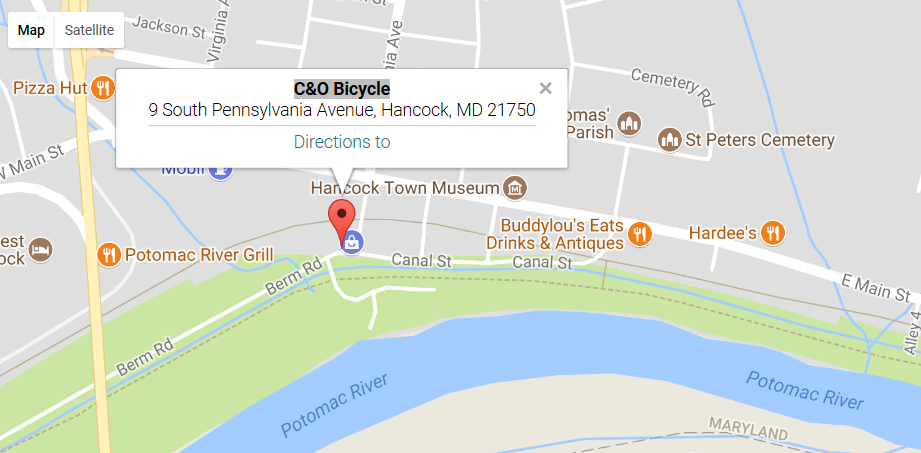 Map
Satellite
Jackson St
Virginia A
ia Ave
Pizza Hut
C&O Bicycle
9 South Pennsylvania Avenue, Hancock, MD 21750
Directions to
Cemetery Rd
omas'
Parish
St Peters Cemetery
W Main St
Mobil
Hancock Town Museum
Buddylou's Eats
Drinks & Antiques
Hardee's
est
ock
Potomac River Grill
Berm Rd
Canal St
Canal St
E Main St
Alley 4
Berm Rd
Potomac River
Potomac River
MARYLAND